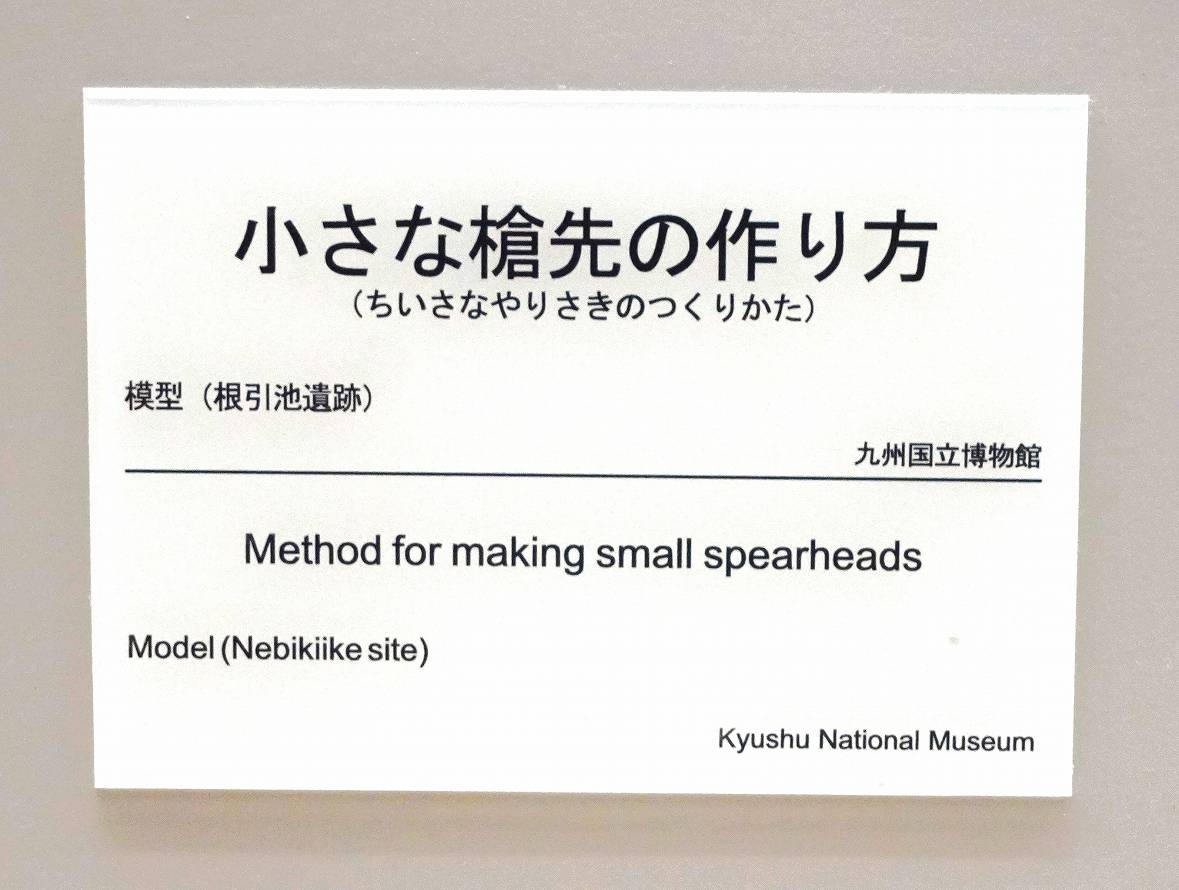 小さな槍先の作り方
（ちいさなやりさきのつくりかた）
模型（根引池遺跡）
九州国立博物館
Method for making small spearheads
Model (Nebikiike site)
Kyushu National Museum